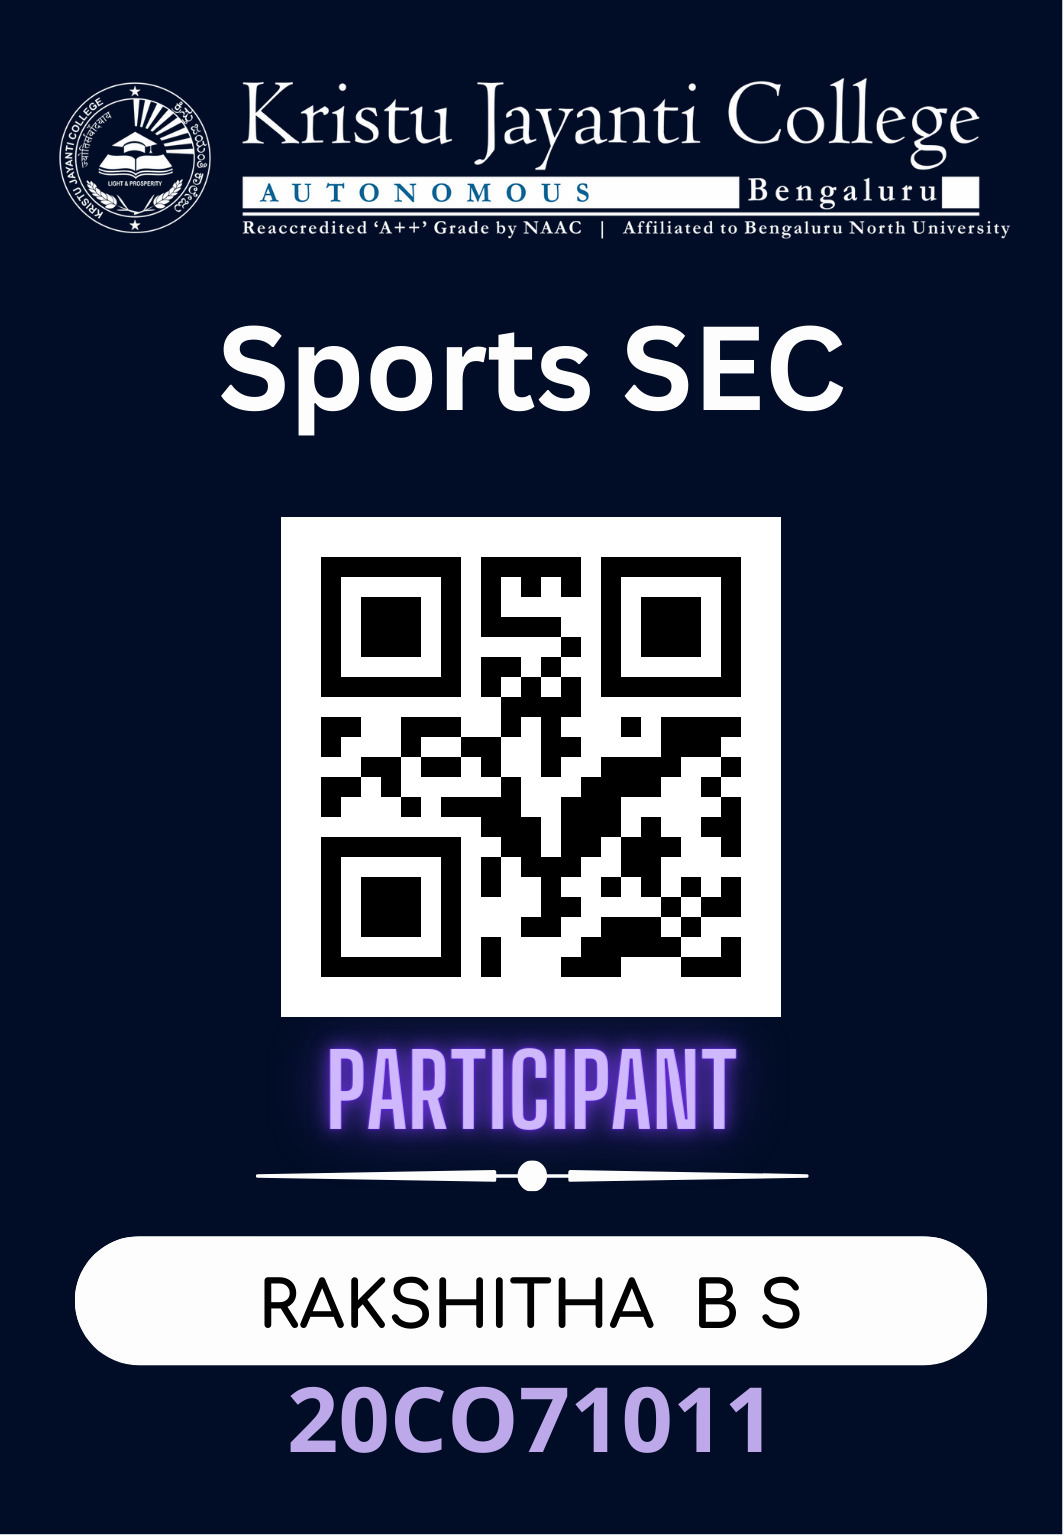 KRISTU JAYANTI COLLEGE
ಕ್ರಿಸ್ತು ಜಯಂತಿ ಕಾಲೇಜು
LIGHT & PROSPERITY
Kristu Jayanti College
AUTONOMOUS Bengaluru
Reaccredited ‘A++’ Grade by NAAC | Affiliated to Bengaluru North University
Sports SEC
PARTICIPANT
RAKSHITHA B S
20CO71011